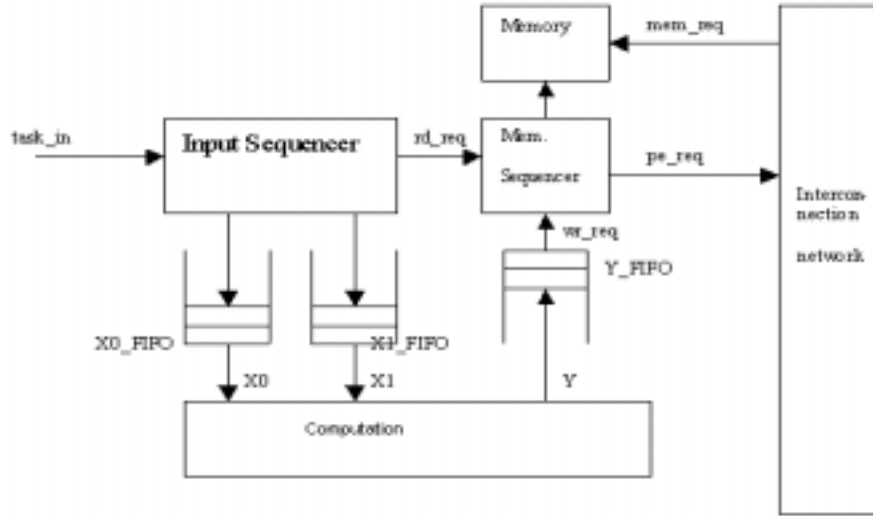 Memory
mem_req
task_in
Input Sequencer
rd_req
Mem.
Sequencer
pe_req
Intercon-
nection
network
wr_req
Y_FIFO
X0_FIFO
X1_FIFO
X0
X1
Y
Computation